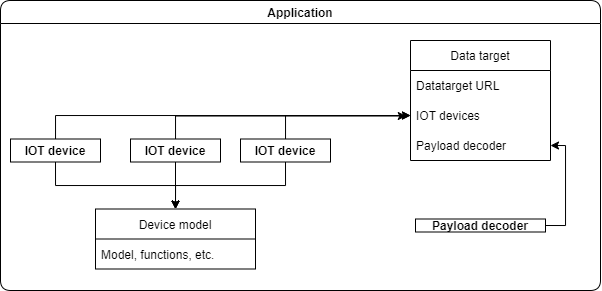 Application
Data target
Datatarget URL
IOT devices
Payload decoder
IOT device
IOT device
IOT device
Device model
Model, functions, etc.
Payload decoder